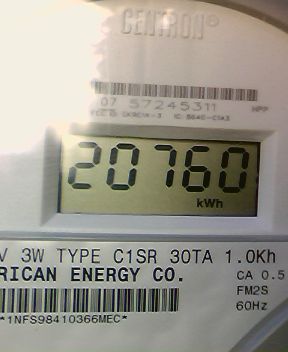 CENTRON®
07 57245311 HPP
20760
kWh
V 3W TYPE C1SR 30TA 1.0Kh
RICAN ENERGY CO. CA 0.5
FM2S
60Hz
*1NFS98410366MEC*